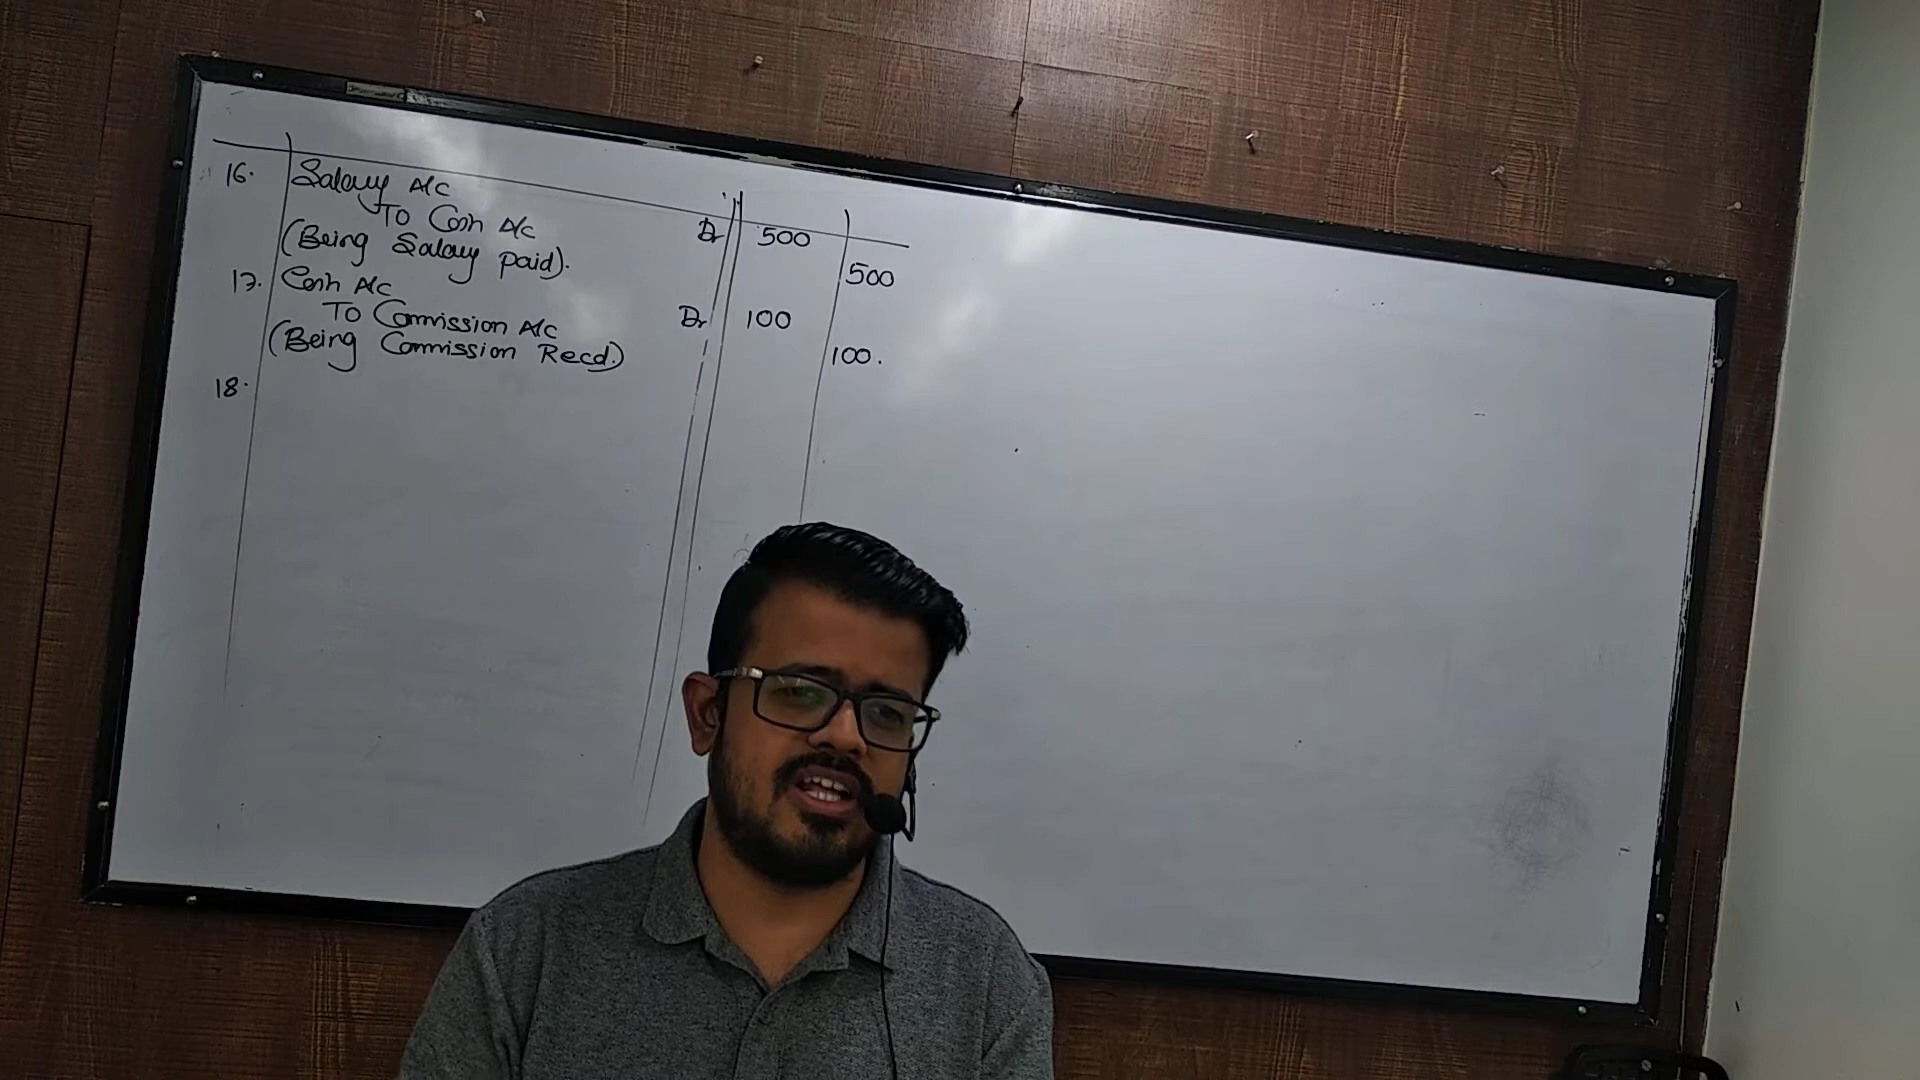 16. Salary A/c Dr 500
To Cash A/c 500
(Being Salary paid).
17. Cash A/c Dr 100
To Commission A/c 100.
(Being Commission Recd.)
18.